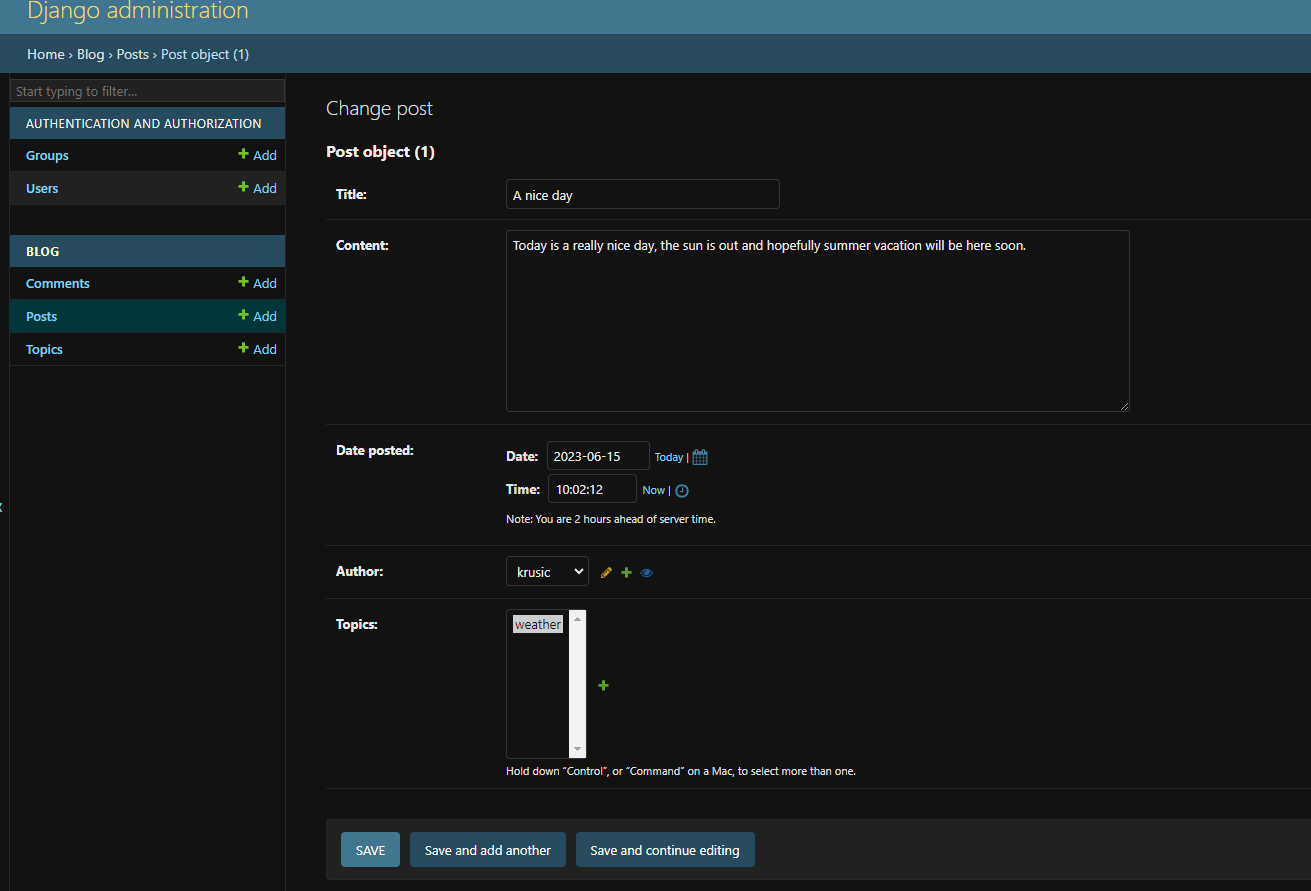 Django administration
Home › Blog › Posts › Post object (1)
Start typing to filter...
AUTHENTICATION AND AUTHORIZATION
Groups + Add
Users + Add
BLOG
Comments + Add
Posts + Add
Topics + Add
Change post
Post object (1)
Title: A nice day
Content: Today is a really nice day, the sun is out and hopefully summer vacation will be here soon.
Date posted:
Date: 2023-06-15 Today |
Time: 10:02:12 Now |
Note: You are 2 hours ahead of server time.
Author: krusic
Topics: weather
Hold down “Control”, or “Command” on a Mac, to select more than one.
SAVE Save and add another Save and continue editing